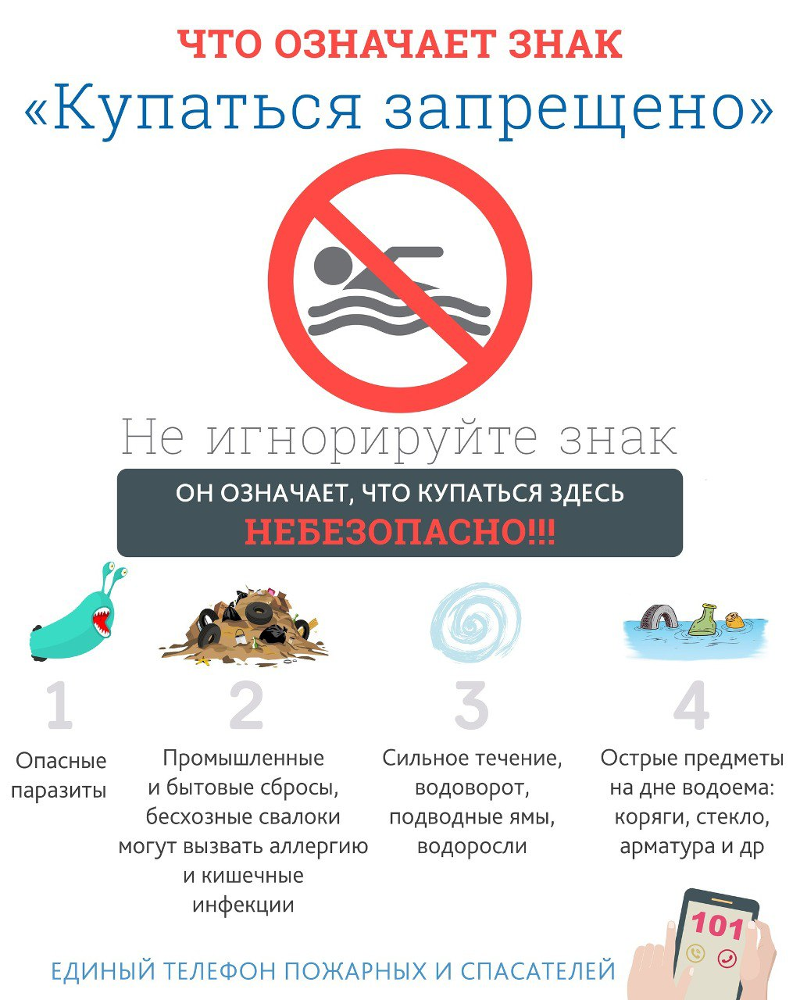 ЧТО ОЗНАЧАЕТ ЗНАК
«Купаться запрещено»
Не игнорируйте знак
ОН ОЗНАЧАЕТ, ЧТО КУПАТЬСЯ ЗДЕСЬ
НЕБЕЗОПАСНО!!!
1
Опасные
паразиты
2
Промышленные
и бытовые сбросы,
бесхозные свалоки
могут вызвать аллергию
и кишечные
инфекции
3
Сильное течение,
водоворот,
подводные ямы,
водоросли
4
Острые предметы
на дне водоема:
коряги, стекло,
арматура и др
101
ЕДИНЫЙ ТЕЛЕФОН ПОЖАРНЫХ И СПАСАТЕЛЕЙ